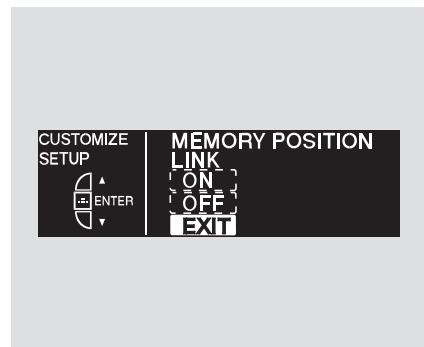 CUSTOMIZE
SETUP
ENTER
MEMORY POSITION
LINK
ON
OFF
EXIT